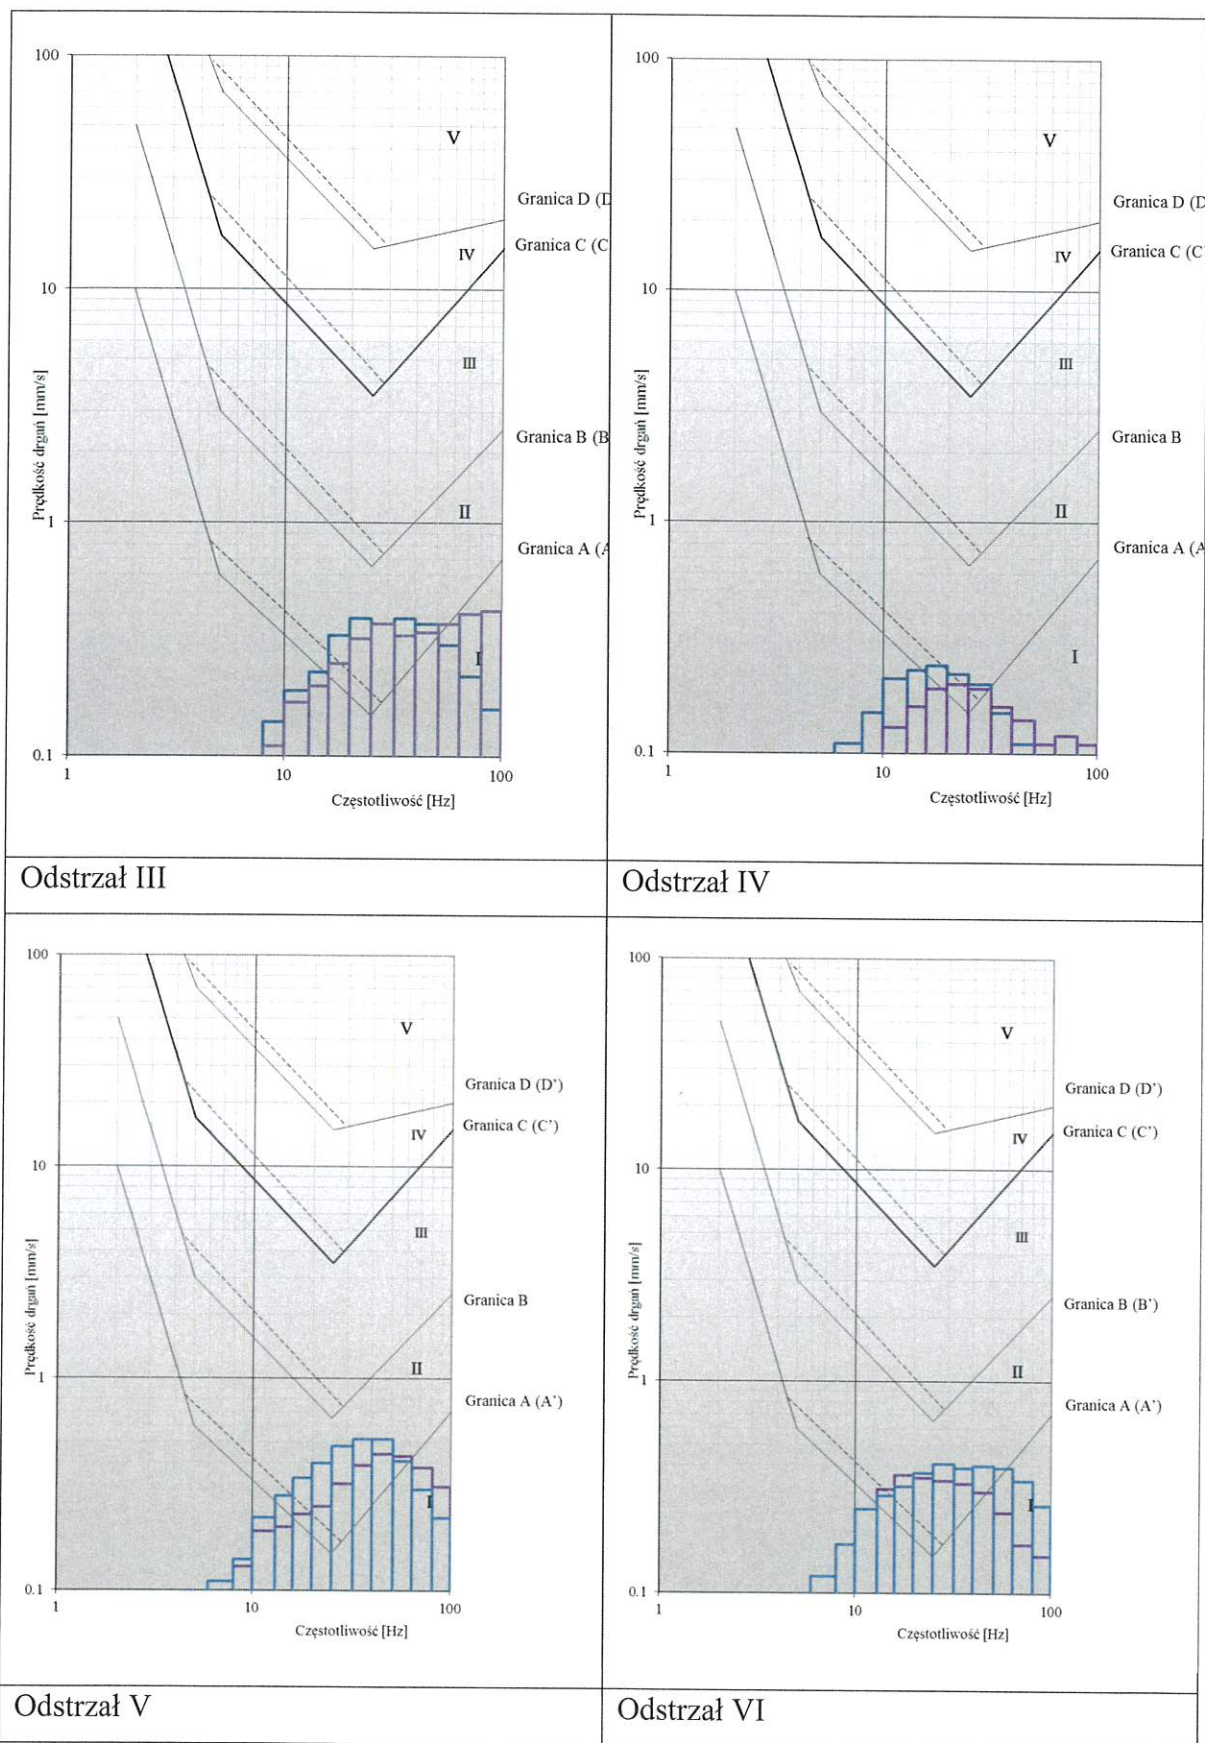 100
V
Granica D (D
IV
Granica C (C
10
III
Prędkość drgań [mm/s]
Granica B (B
II
1
Granica A (A
I
0.1
1
10
100
Częstotliwość [Hz]
Odstrzał III
100
V
Granica D (D
IV
Granica C (C'
10
III
Prędkość drgań [mm/s]
Granica B
II
1
Granica A (A
I
0.1
1
10
100
Częstotliwość [Hz]
Odstrzał IV
100
V
Granica D (D')
IV
Granica C (C')
10
III
Prędkość drgań [mm/s]
Granica B
II
1
Granica A (A')
I
0.1
1
10
100
Częstotliwość [Hz]
Odstrzał V
100
V
Granica D (D')
IV
Granica C (C')
10
III
Prędkość drgań [mm/s]
Granica B (B')
II
1
Granica A (A')
I
0.1
1
10
100
Częstotliwość [Hz]
Odstrzał VI